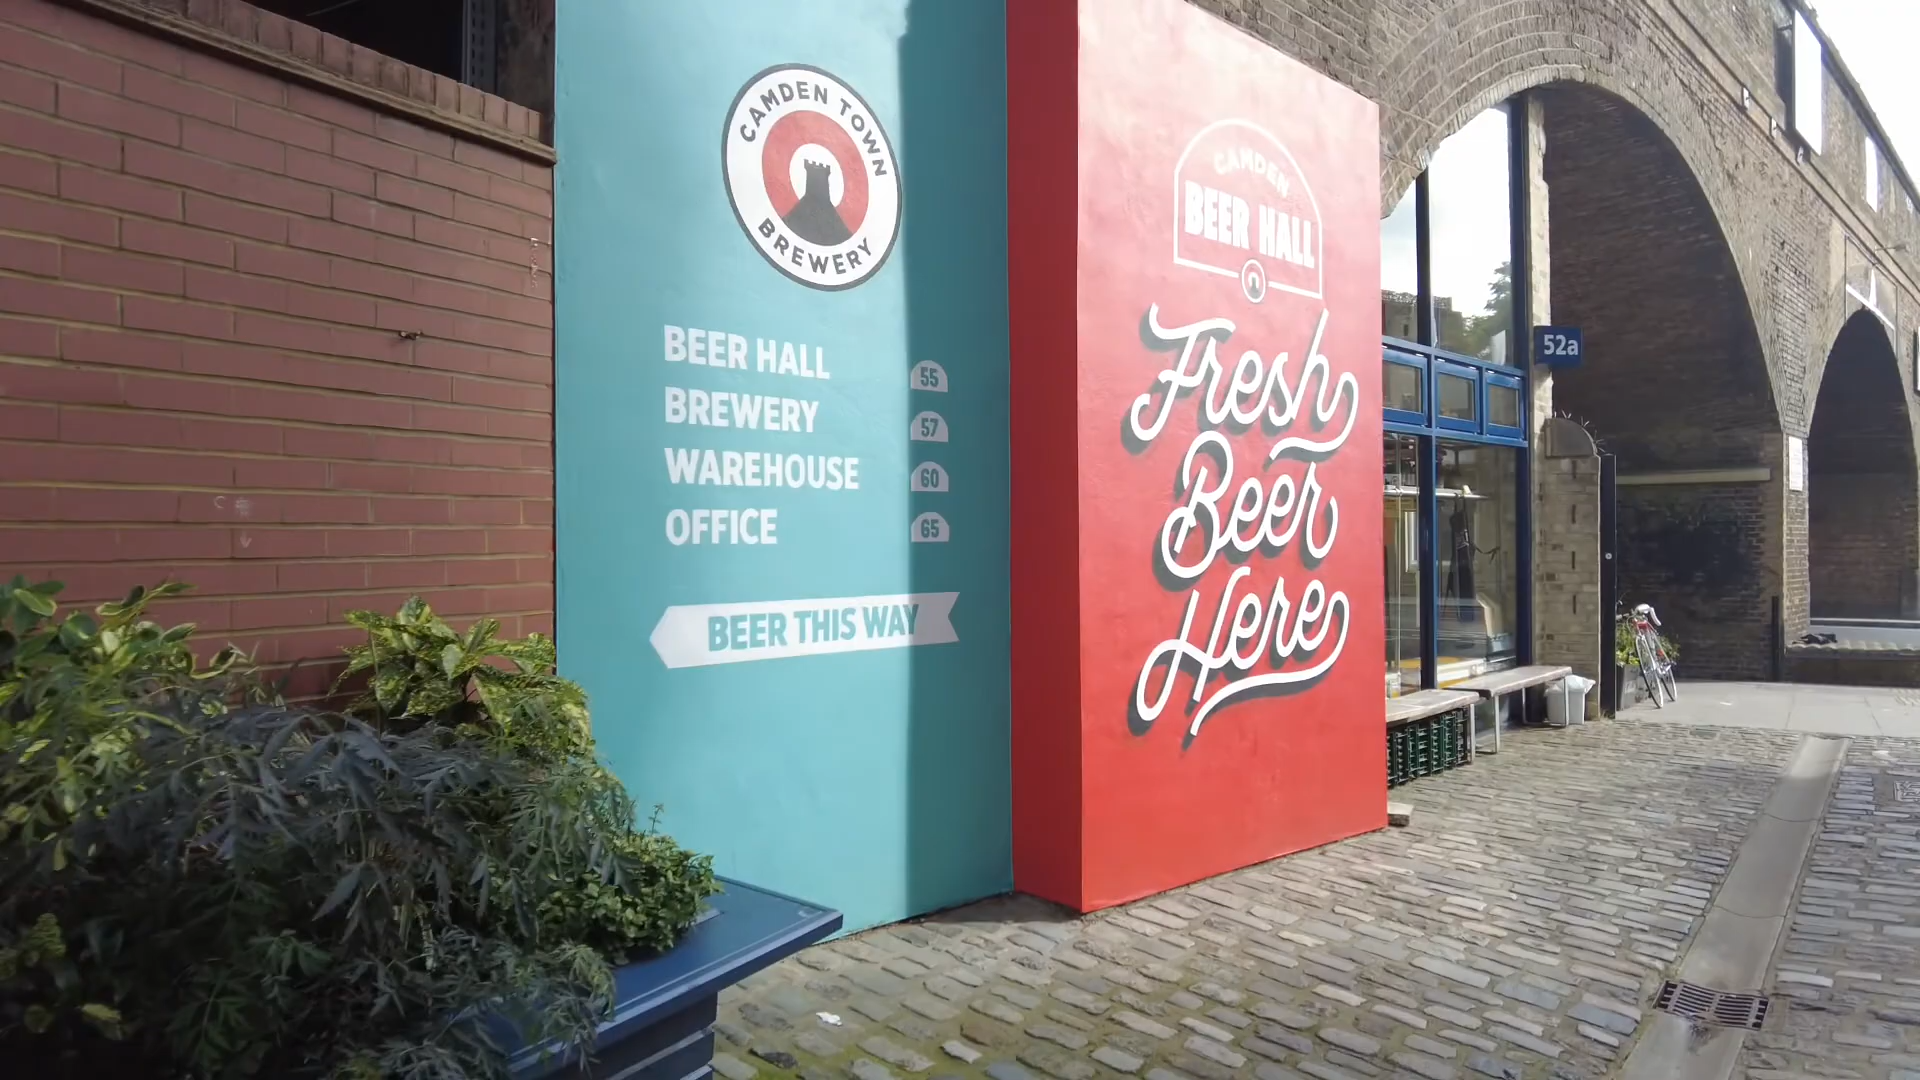 CAMDEN TOWN
BREWERY
BEER HALL 55
BREWERY 57
WAREHOUSE 60
OFFICE 65
BEER THIS WAY
CAMDEN
BEER HALL
Fresh
Beer
Here
52a